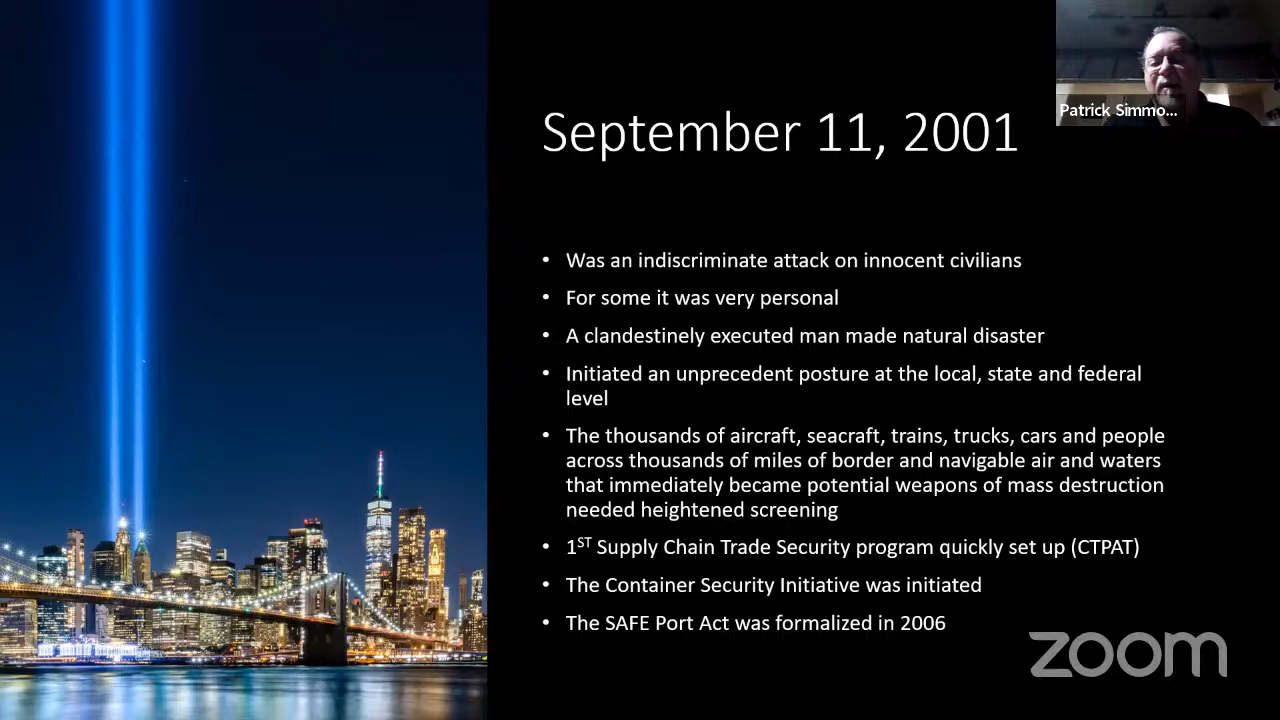 Patrick Simmo...
September 11, 2001
• Was an indiscriminate attack on innocent civilians
• For some it was very personal
• A clandestinely executed man made natural disaster
• Initiated an unprecedent posture at the local, state and federal
level
• The thousands of aircraft, seacraft, trains, trucks, cars and people
across thousands of miles of border and navigable air and waters
that immediately became potential weapons of mass destruction
needed heightened screening
• 1ST Supply Chain Trade Security program quickly set up (CTPAT)
• The Container Security Initiative was initiated
• The SAFE Port Act was formalized in 2006
zoom